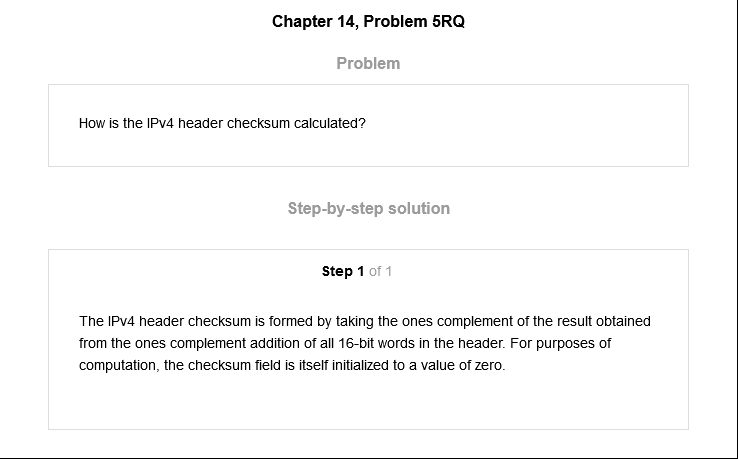 Chapter 14, Problem 5RQ
Problem
How is the IPv4 header checksum calculated?
Step-by-step solution
Step 1 of 1
The IPv4 header checksum is formed by taking the ones complement of the result obtained
from the ones complement addition of all 16-bit words in the header. For purposes of
computation, the checksum field is itself initialized to a value of zero.